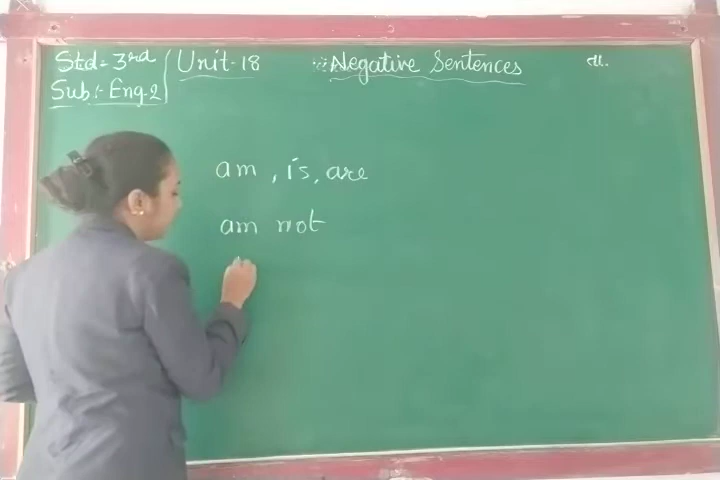 Std:- 3rd Unit-18 Negative Sentences
Sub:- Eng.2
am , is, are
am not